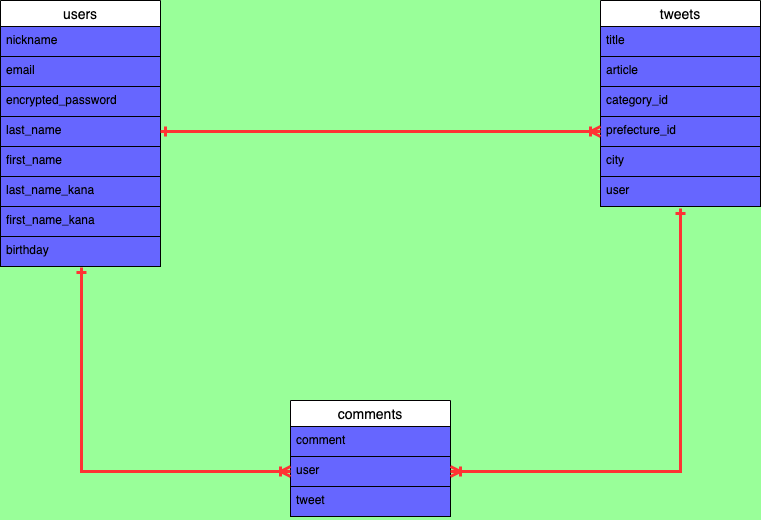 users
nickname
email
encrypted_password
last_name
first_name
last_name_kana
first_name_kana
birthday
tweets
title
article
category_id
prefecture_id
city
user
comments
comment
user
tweet